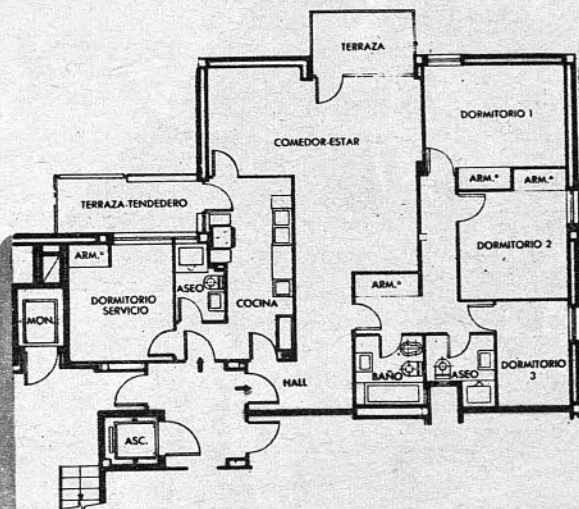 TERRAZA
DORMITORIO 1
COMEDOR-ESTAR
ARM.º
ARM.º
TERRAZA-TENDEDERO
DORMITORIO 2
ARM.º
ASEO
ARM.º
DORMITORIO
SERVICIO
COCINA
MON.
DORMITORIO
3
BAÑO
ASEO
HALL
ASC.